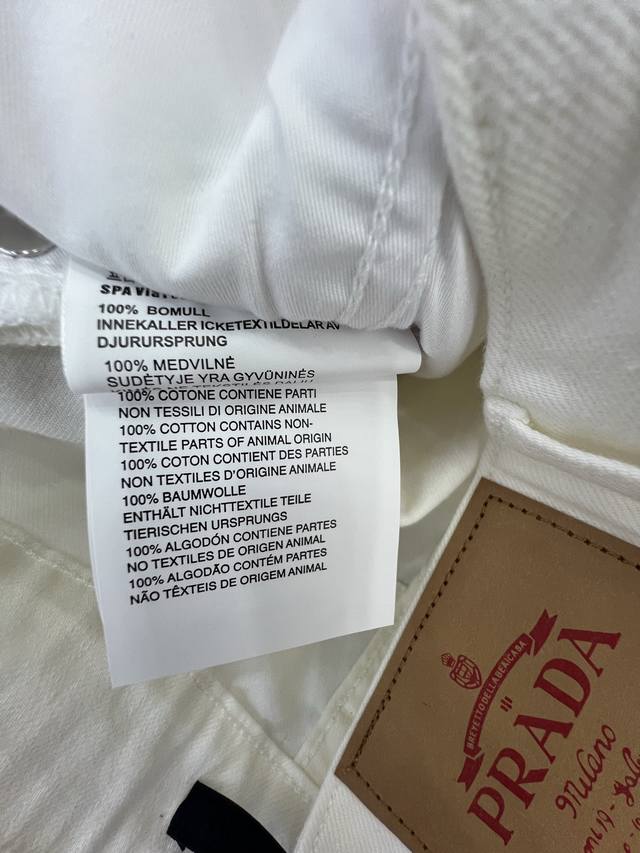 100% BOMULL
INNEKALLER ICKETEXTILDELAR AV
DJURURSPRUNG
100% MEDVILNĖ
SUDĖTYJE YRA GYVŪNINĖS
100% COTONE CONTIENE PARTI
NON TESSILI DI ORIGINE ANIMALE
100% COTTON CONTAINS NON-
TEXTILE PARTS OF ANIMAL ORIGIN
100% COTON CONTIENT DES PARTIES
NON TEXTILES D'ORIGINE ANIMALE
100% BAUMWOLLE
ENTHÄLT NICHTTEXTILE TEILE
TIERISCHEN URSPRUNGS
100% ALGODÓN CONTIENE PARTES
NO TEXTILES DE ORIGEN ANIMAL
100% ALGODÃO CONTÉM PARTES
NÃO TÊXTEIS DE ORIGEM ANIMAL
BREVETTODELLAREALCASA
PRADA
Milano